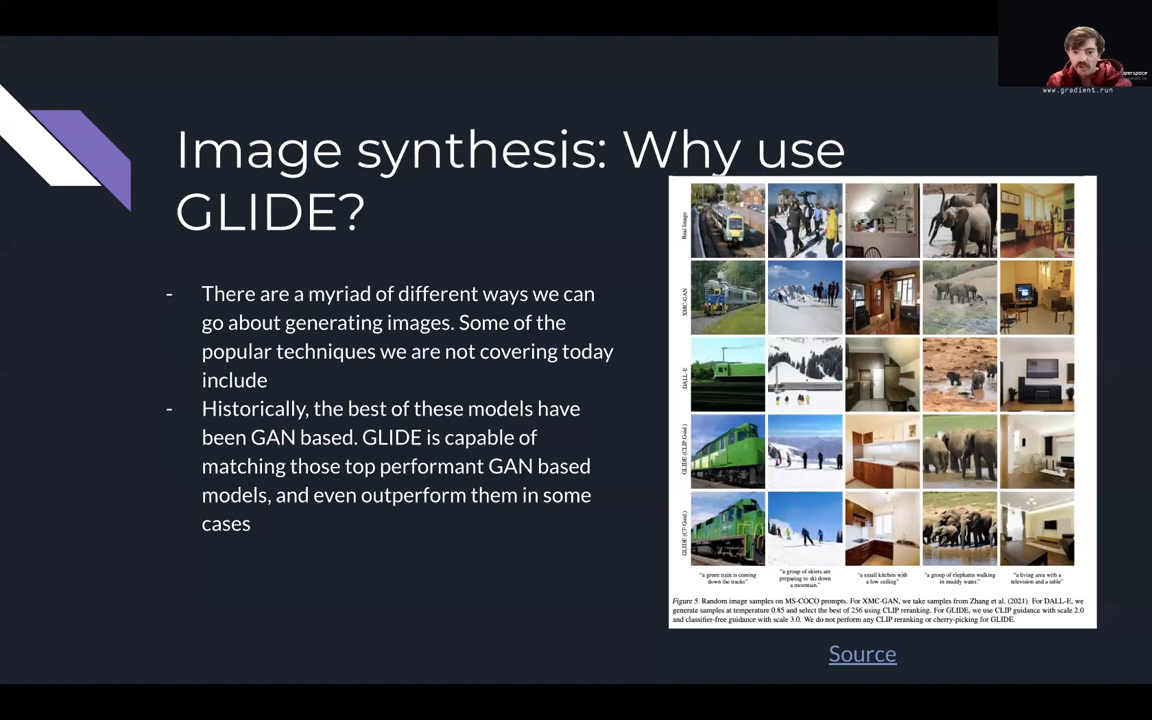 perspace
www.gradient.run
Image synthesis: Why use
GLIDE?
- There are a myriad of different ways we can
go about generating images. Some of the
popular techniques we are not covering today
include
- Historically, the best of these models have
been GAN based. GLIDE is capable of
matching those top performant GAN based
models, and even outperform them in some
cases
Real Image
XMC-GAN
DALL-E
GLIDE (CLIP Guid.)
GLIDE (CF Guid.)
"a green train is coming
down the tracks"
"a group of skiers are
preparing to ski down
a mountain."
"a small kitchen with
a low ceiling"
"a group of elephants walking
in muddy water."
"a living area with a
television and a table"
Figure 5. Random image samples on MS-COCO prompts. For XMC-GAN, we take samples from Zhang et al. (2021). For DALL-E, we
generate samples at temperature 0.85 and select the best of 256 using CLIP reranking. For GLIDE, we use CLIP guidance with scale 2.0
and classifier-free guidance with scale 3.0. We do not perform any CLIP reranking or cherry-picking for GLIDE.
Source